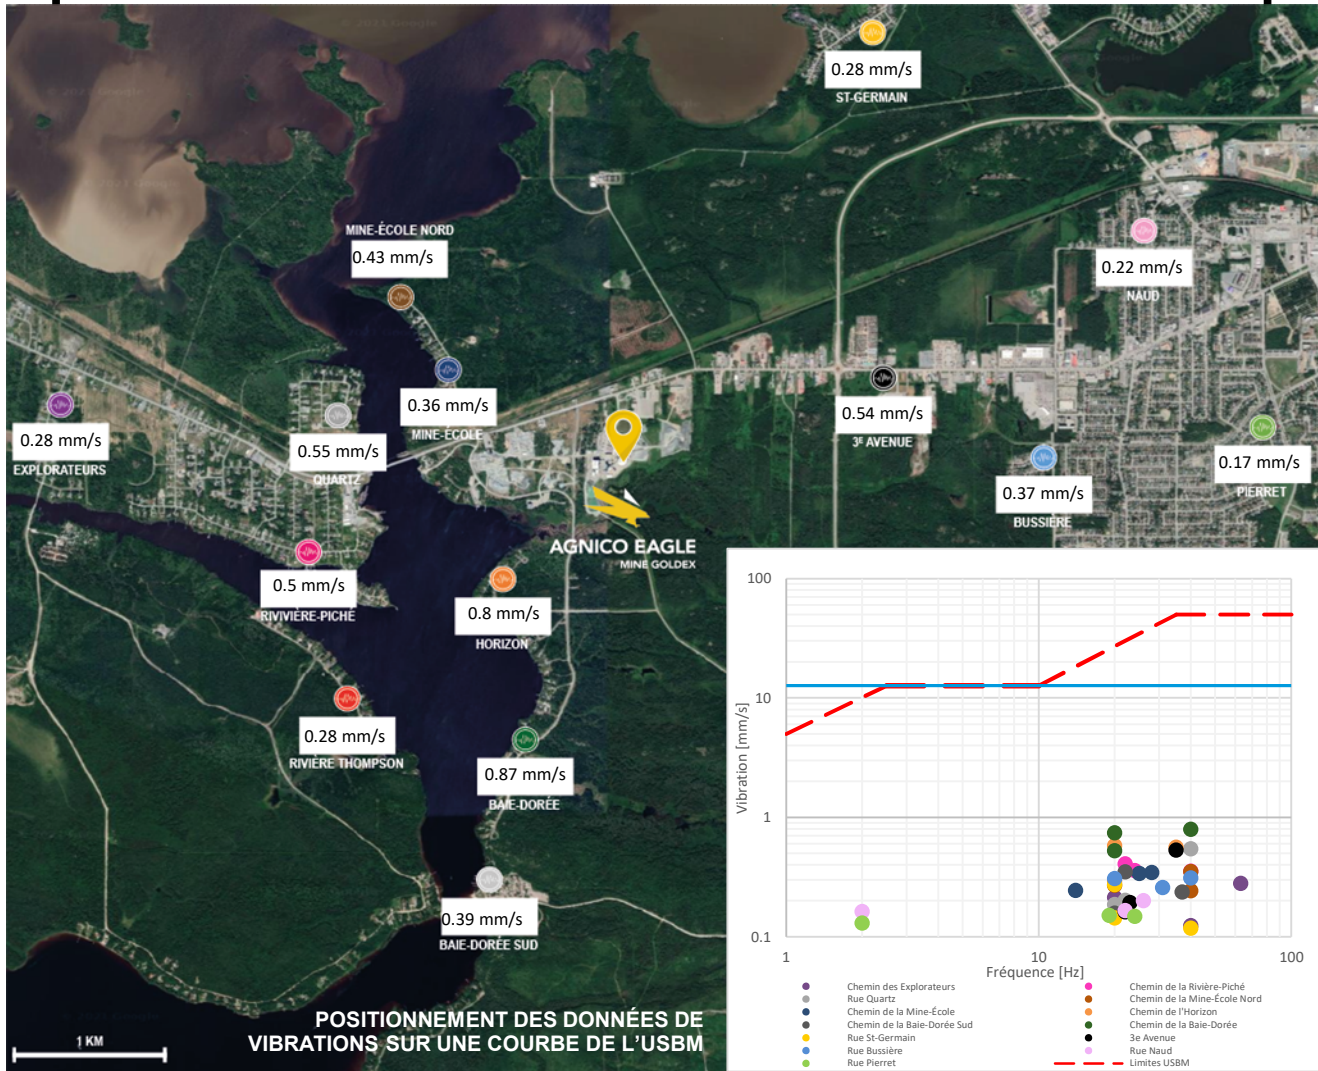 0.28 mm/s
ST-GERMAIN
MINE-ÉCOLE NORD
0.43 mm/s
0.22 mm/s
NAUD
0.36 mm/s
MINE-ÉCOLE
0.28 mm/s
EXPLORATEURS
0.55 mm/s
QUARTZ
0.54 mm/s
3E AVENUE
0.37 mm/s
BUSSIÈRE
0.17 mm/s
PIERRET
AGNICO EAGLE
MINE GOLDEX
0.5 mm/s
RIVIVIÈRE-PICHÉ
0.8 mm/s
HORIZON
0.28 mm/s
RIVIÈRE THOMPSON
0.87 mm/s
BAIE-DORÉE
0.39 mm/s
BAIE-DORÉE SUD
POSITIONNEMENT DES DONNÉES DE
VIBRATIONS SUR UNE COURBE DE L'USBM
1 KM
100
10
1
0.1
Vibration [mm/s]
1
10
100
Fréquence [Hz]
Chemin des Explorateurs
Chemin de la Rivière-Piché
Rue Quartz
Chemin de la Mine-École Nord
Chemin de la Mine-École
Chemin de l'Horizon
Chemin de la Baie-Dorée Sud
Chemin de la Baie-Dorée
Rue St-Germain
3e Avenue
Rue Bussière
Rue Naud
Rue Pierret
Limites USBM